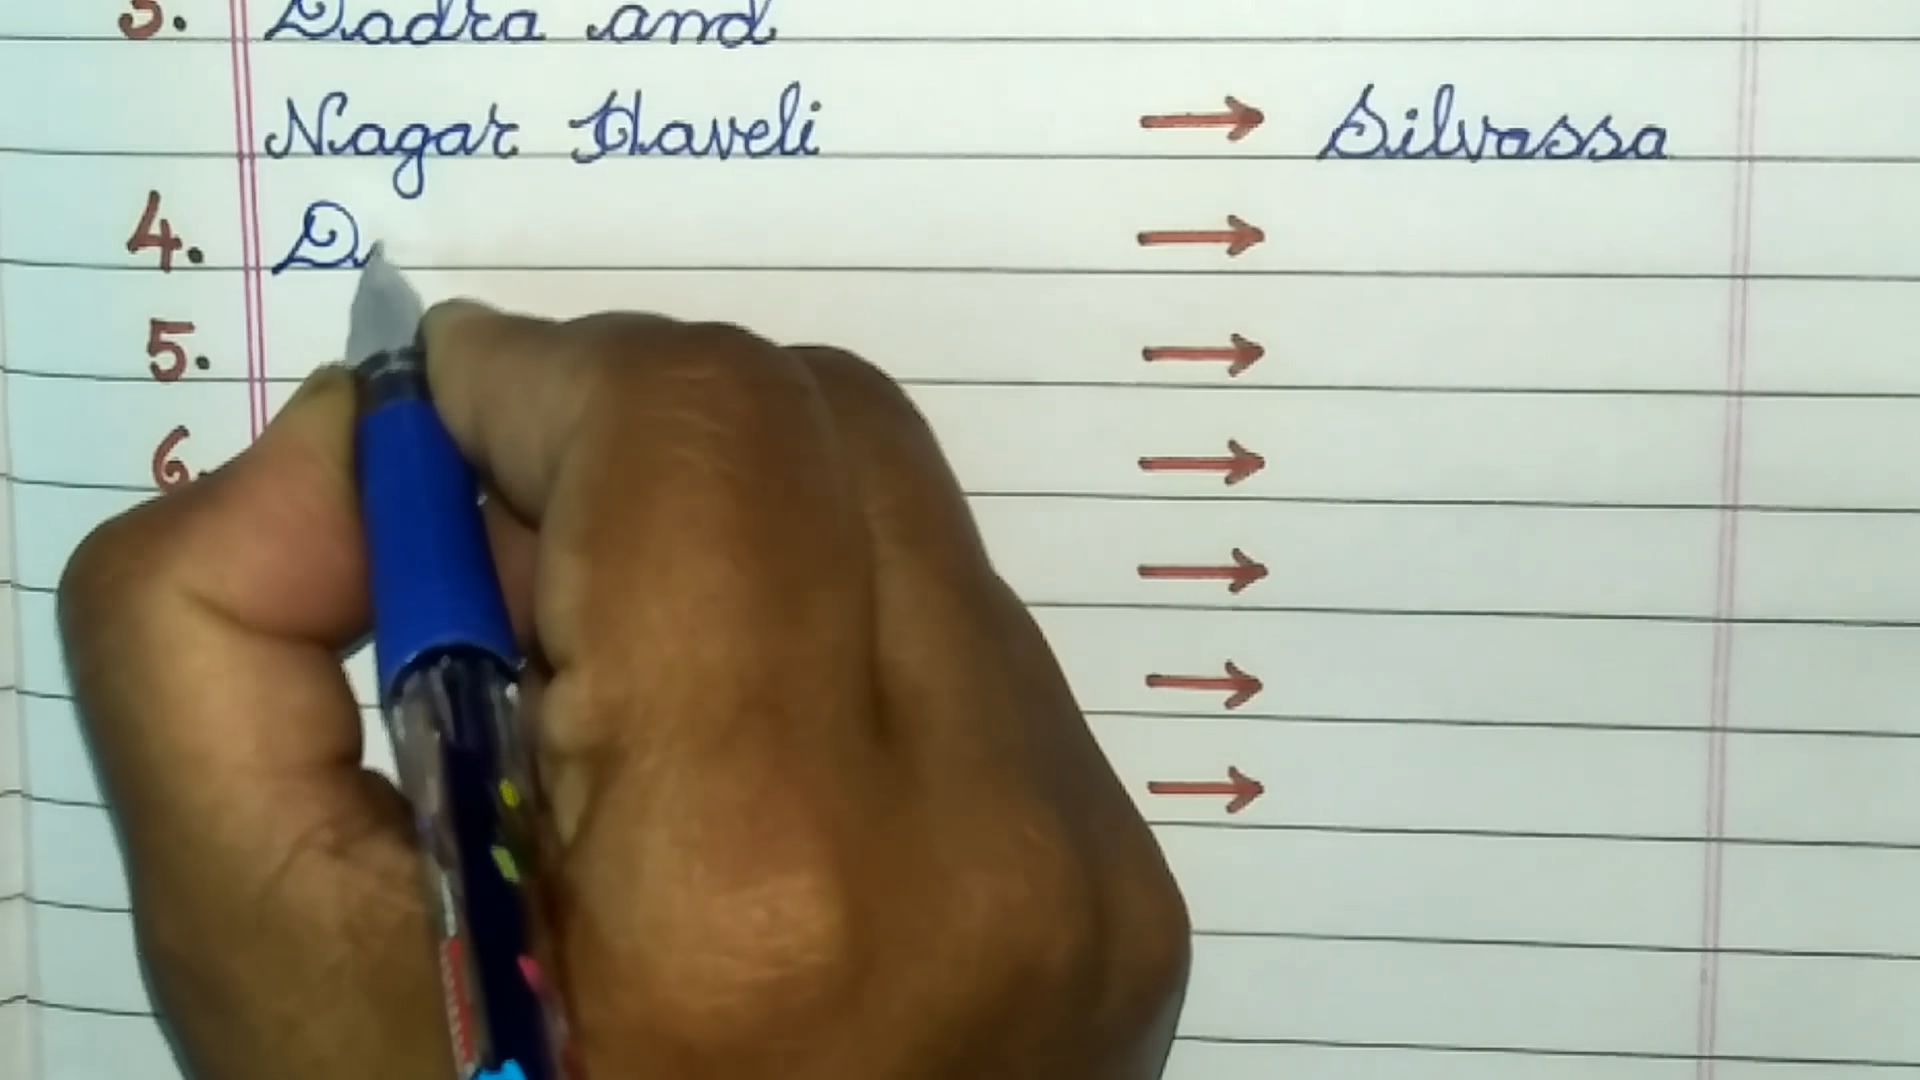 3. Dadra and
Nagar Haveli → Silvassa
4. D →
5. →
6. →
→
→
→